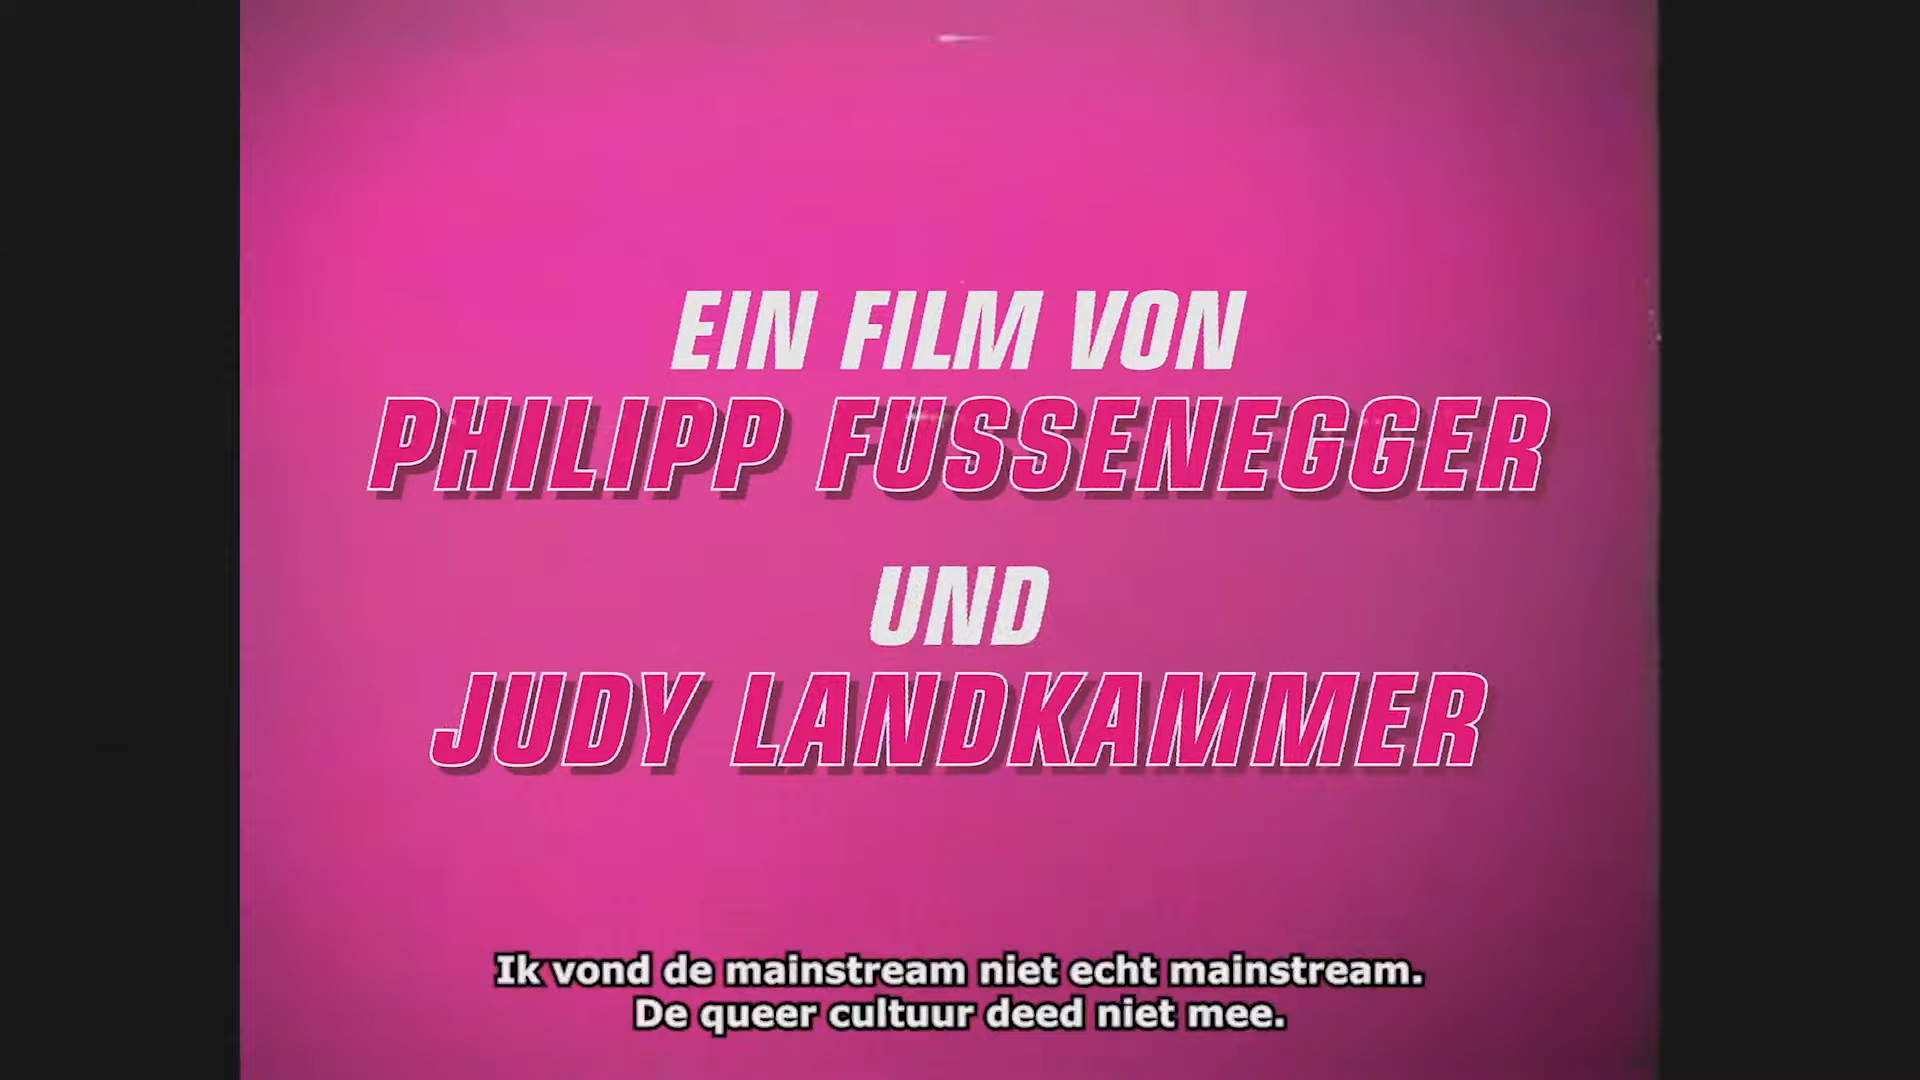 EIN FILM VON
PHILIPP FUSSENEGGER
UND
JUDY LANDKAMMER
Ik vond de mainstream niet echt mainstream.
De queer cultuur deed niet mee.